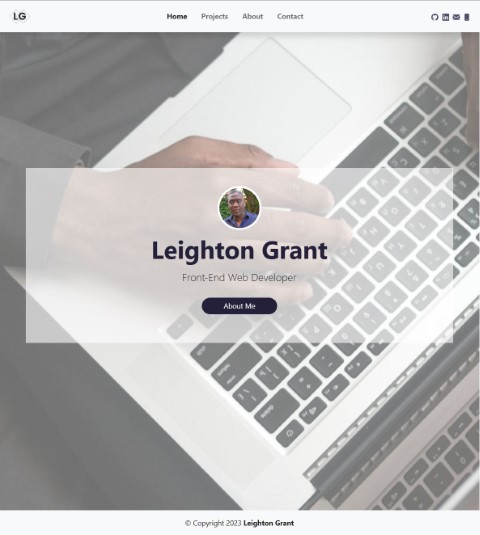 LG
Home Projects About Contact
Leighton Grant
Front-End Web Developer
About Me
© Copyright 2023 Leighton Grant